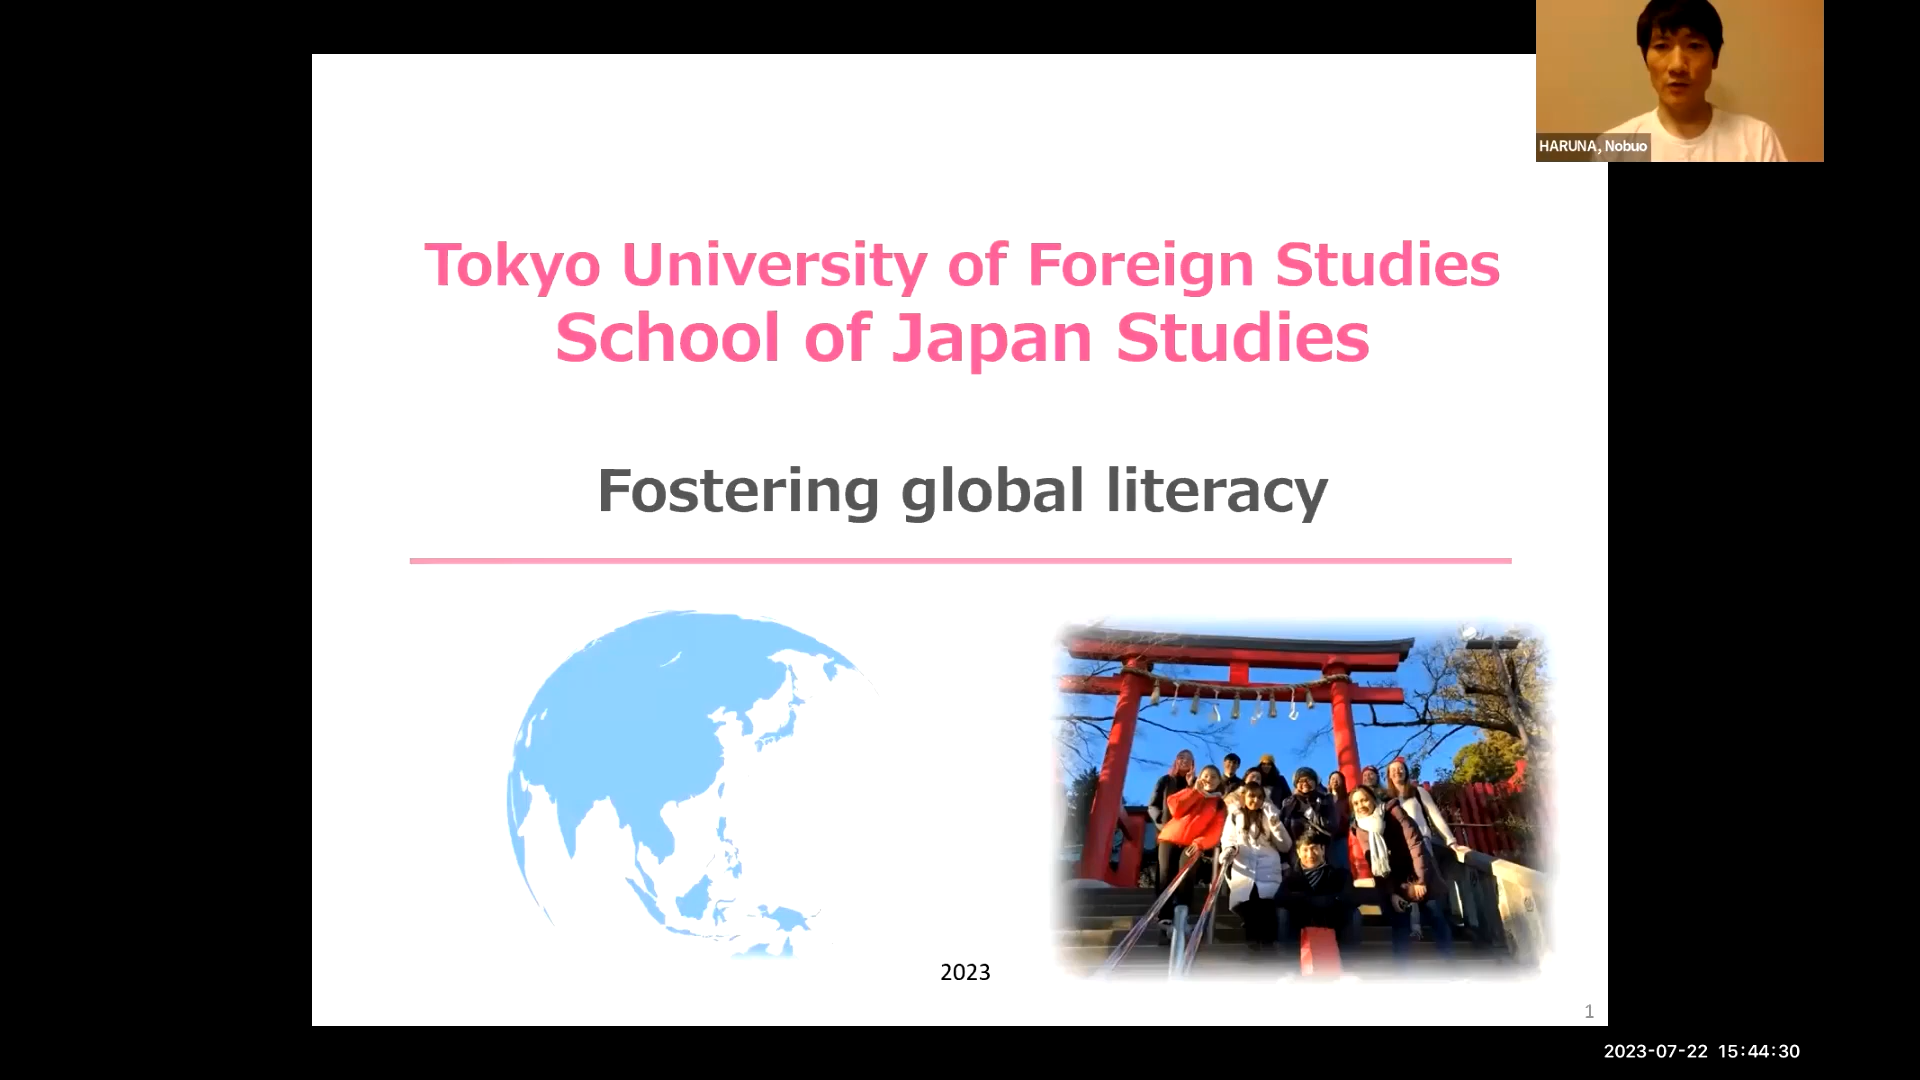 HARUNA, Nobuo
Tokyo University of Foreign Studies
School of Japan Studies
Fostering global literacy
2023
1
2023-07-22 15:44:30